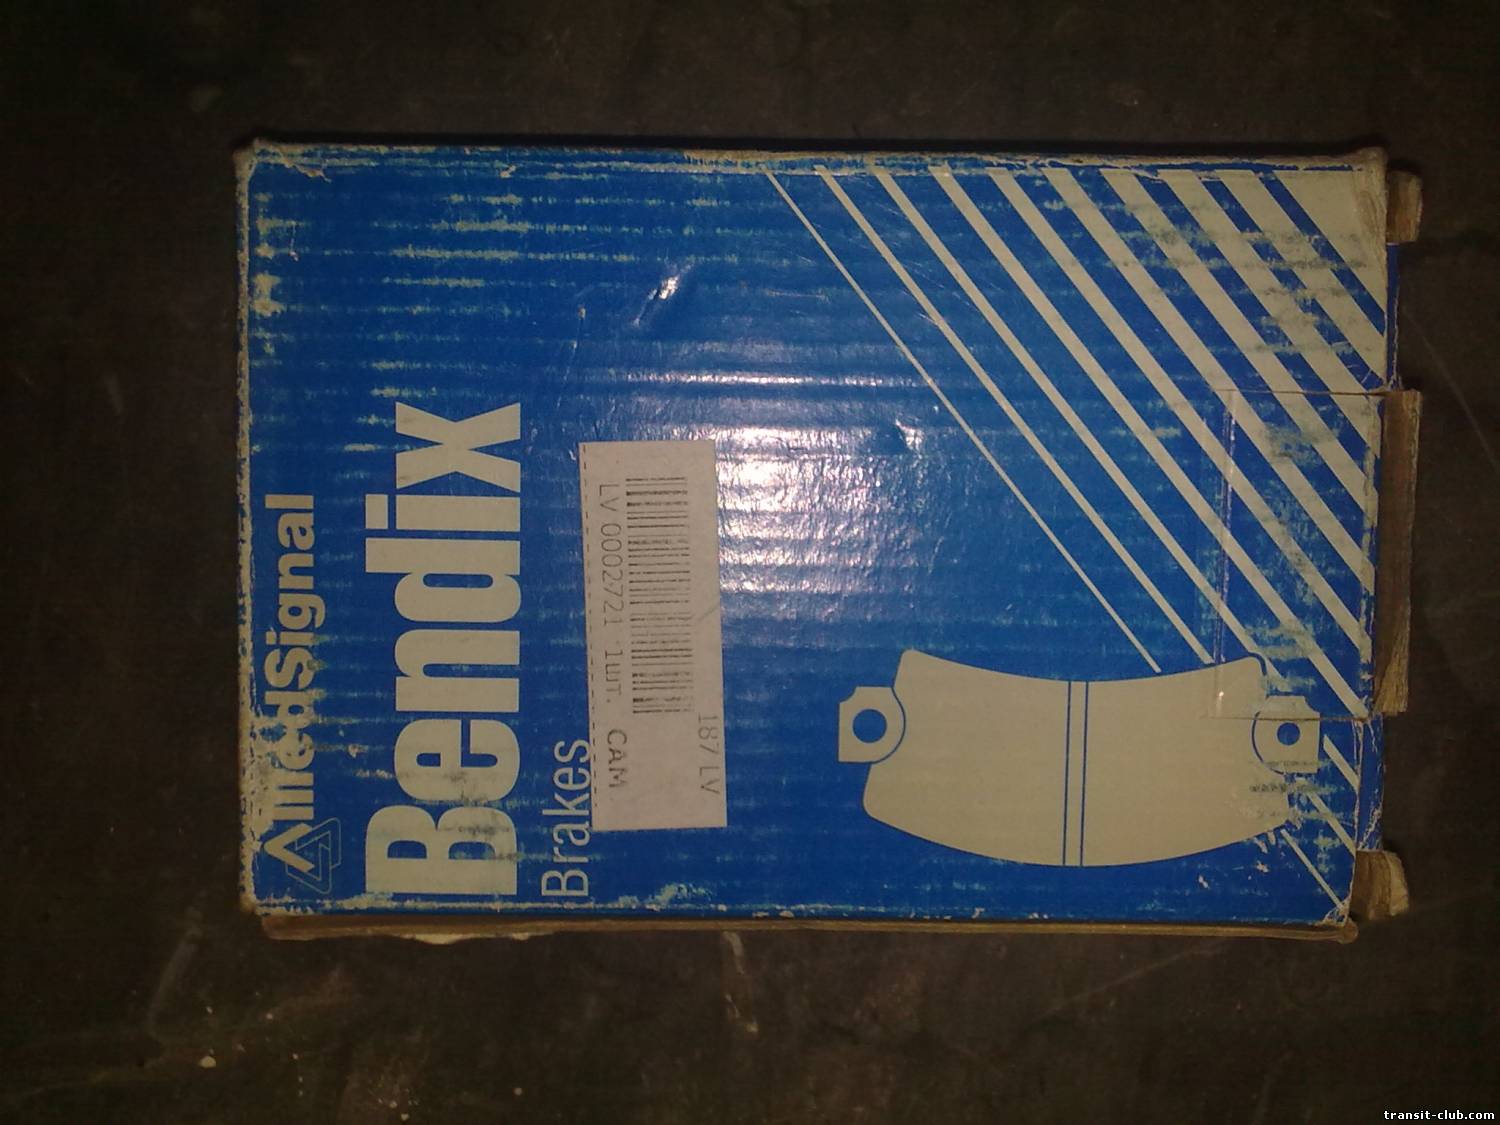 AlliedSignal
Bendix
Brakes
187 LV
LV 0002721 1шт. САМ
transit-club.com